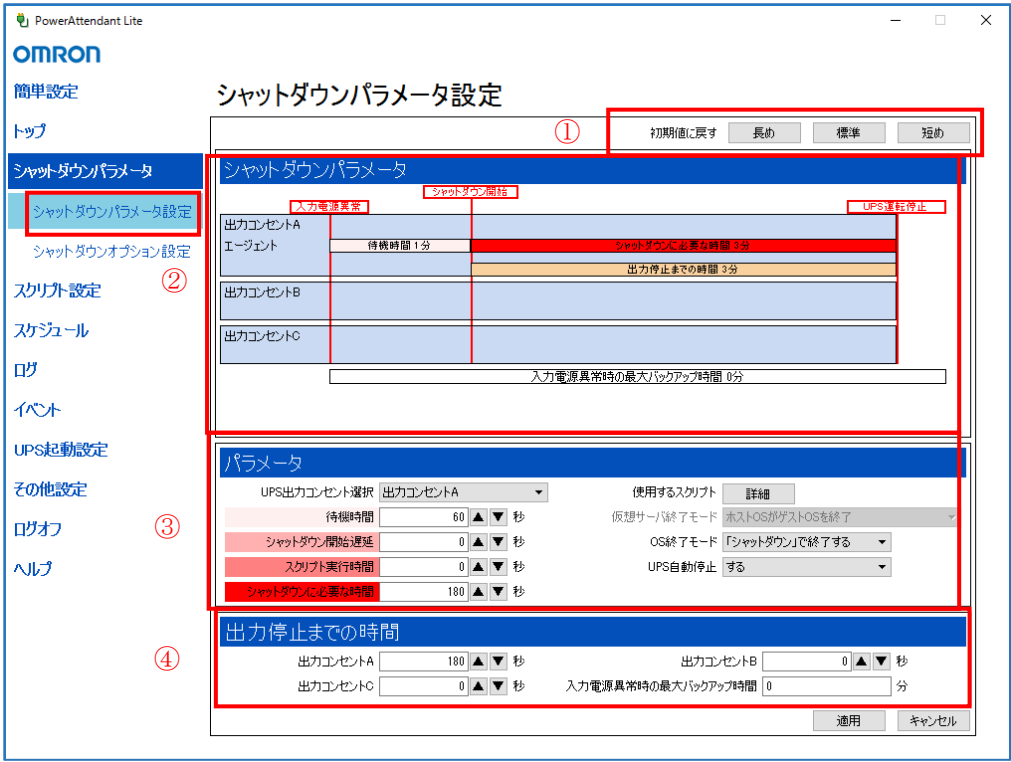 PowerAttendant Lite
OMRON
簡単設定
トップ
シャットダウンパラメータ
シャットダウンパラメータ設定
シャットダウンオプション設定
②
スクリプト設定
スケジュール
ログ
イベント
UPS起動設定
その他設定
ログオフ
③
ヘルプ
④
シャットダウンパラメータ設定
① 初期値に戻す 長め 標準 短め
シャットダウンパラメータ
シャットダウン開始
入力電源異常 UPS運転停止
出力コンセントA
エージェント 待機時間 1分 シャットダウンに必要な時間 3分
出力停止までの時間 3分
出力コンセントB
出力コンセントC
入力電源異常時の最大バックアップ時間 0分
パラメータ
UPS出力コンセント選択 出力コンセントA 使用するスクリプト 詳細
待機時間 60 ▲ ▼ 秒 仮想サーバ終了モード ホストOSがゲストOSを終了
シャットダウン開始遅延 0 ▲ ▼ 秒 OS終了モード 「シャットダウン」で終了する
スクリプト実行時間 0 ▲ ▼ 秒 UPS自動停止 する
シャットダウンに必要な時間 180 ▲ ▼ 秒
出力停止までの時間
出力コンセントA 180 ▲ ▼ 秒 出力コンセントB 0 ▲ ▼ 秒
出力コンセントC 0 ▲ ▼ 秒 入力電源異常時の最大バックアップ時間 0 分
適用 キャンセル